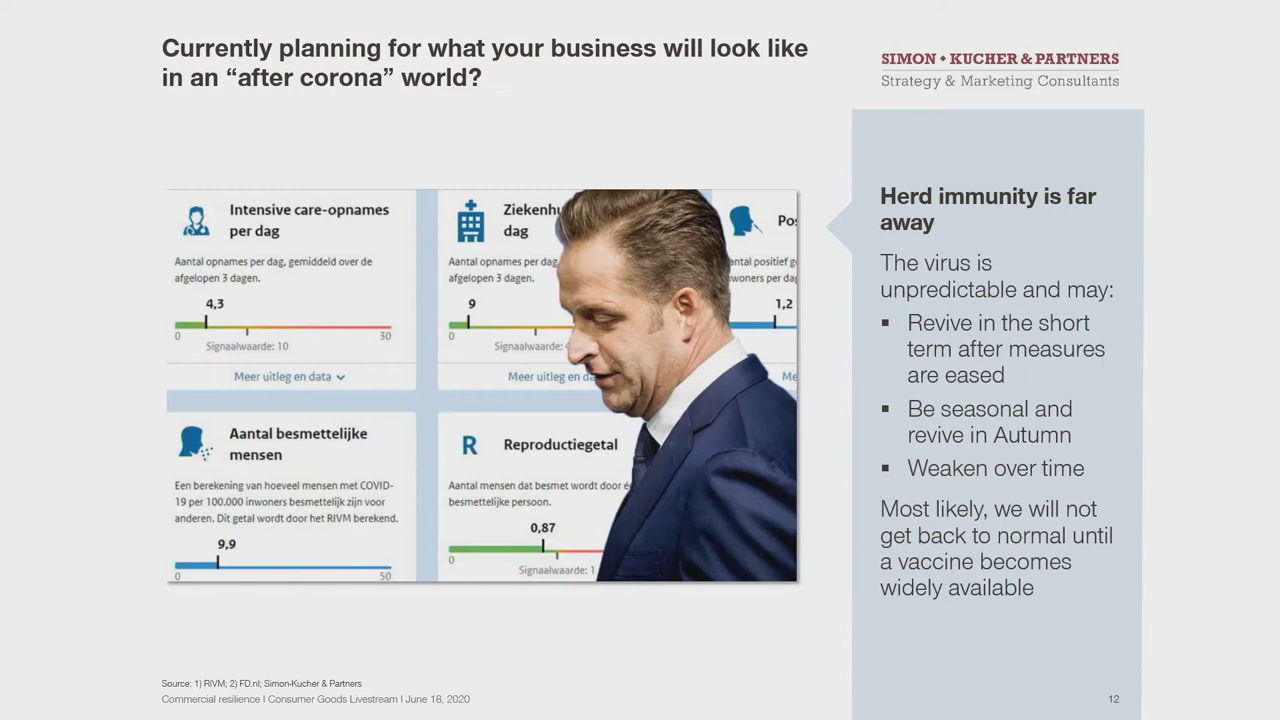 Currently planning for what your business will look like
in an “after corona” world?
SIMON • KUCHER & PARTNERS
Strategy & Marketing Consultants
Intensive care-opnames
per dag
Aantal opnames per dag, gemiddeld over de
afgelopen 3 dagen.
4,3
0 30
Signaalwaarde: 10
Meer uitleg en data
dag
Aantal opnames per dag
afgelopen 3 dagen.
9
0
Signaalwaarde:
Meer uitleg en
Aantal positief
per
1,2
Aantal besmettelijke
mensen
Een berekening van hoeveel mensen met COVID-
19 per 100.000 inwoners besmettelijk zijn voor
anderen. Dit getal wordt door het RIVM berekend.
9,9
0 50
R Reproductiegetal
Aantal mensen dat besmet wordt door
besmettelijke persoon.
0,87
0
Signaalwaarde: 1
Herd immunity is far
away
The virus is
unpredictable and may:
▪ Revive in the short
term after measures
are eased
▪ Be seasonal and
revive in Autumn
▪ Weaken over time
Most likely, we will not
get back to normal until
a vaccine becomes
widely available
Source: 1) RIVM; 2) FD.nl; Simon-Kucher & Partners
Commercial resilience I Consumer Goods Livestream I June 18, 2020
12